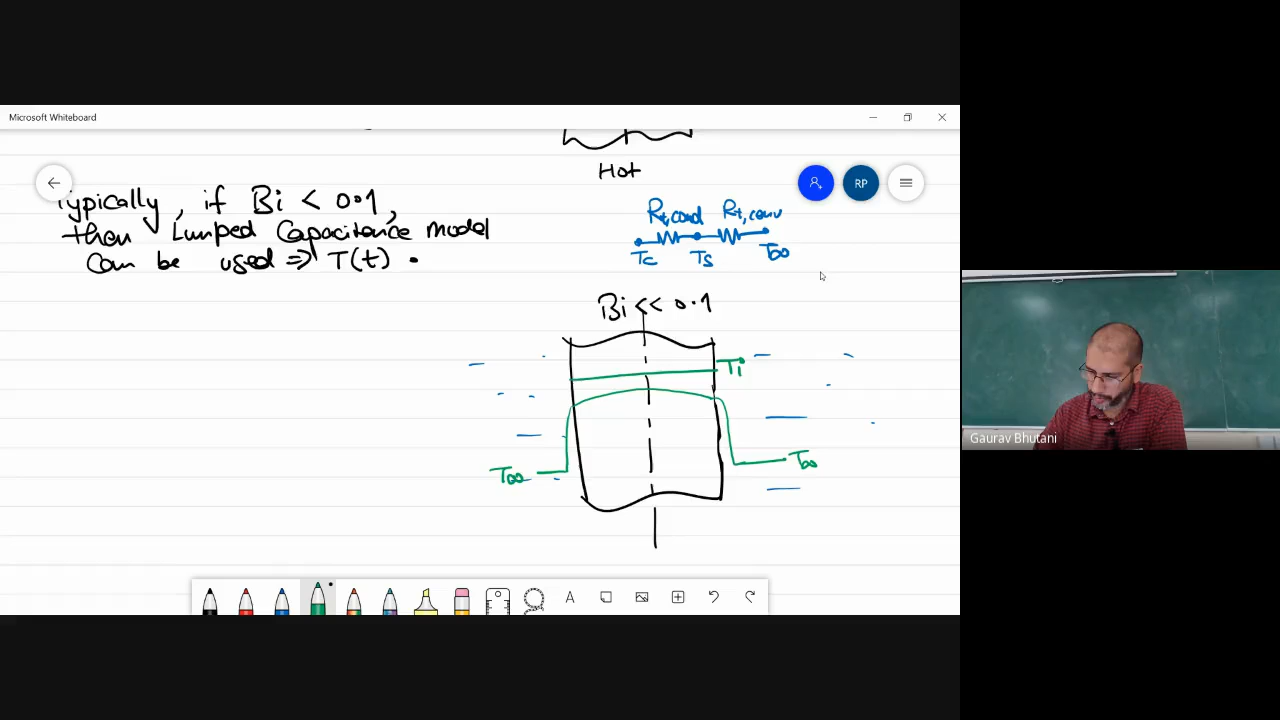 Microsoft Whiteboard
Hot
RP
Typically, if Bi < 0.1,
then Lumped Capacitance model
can be used ⇒ T(t).
Rt,cond Rt,conv
Tc Ts T∞
Bi << 0.1
Ti
T∞ T∞
Gaurav Bhutani
A